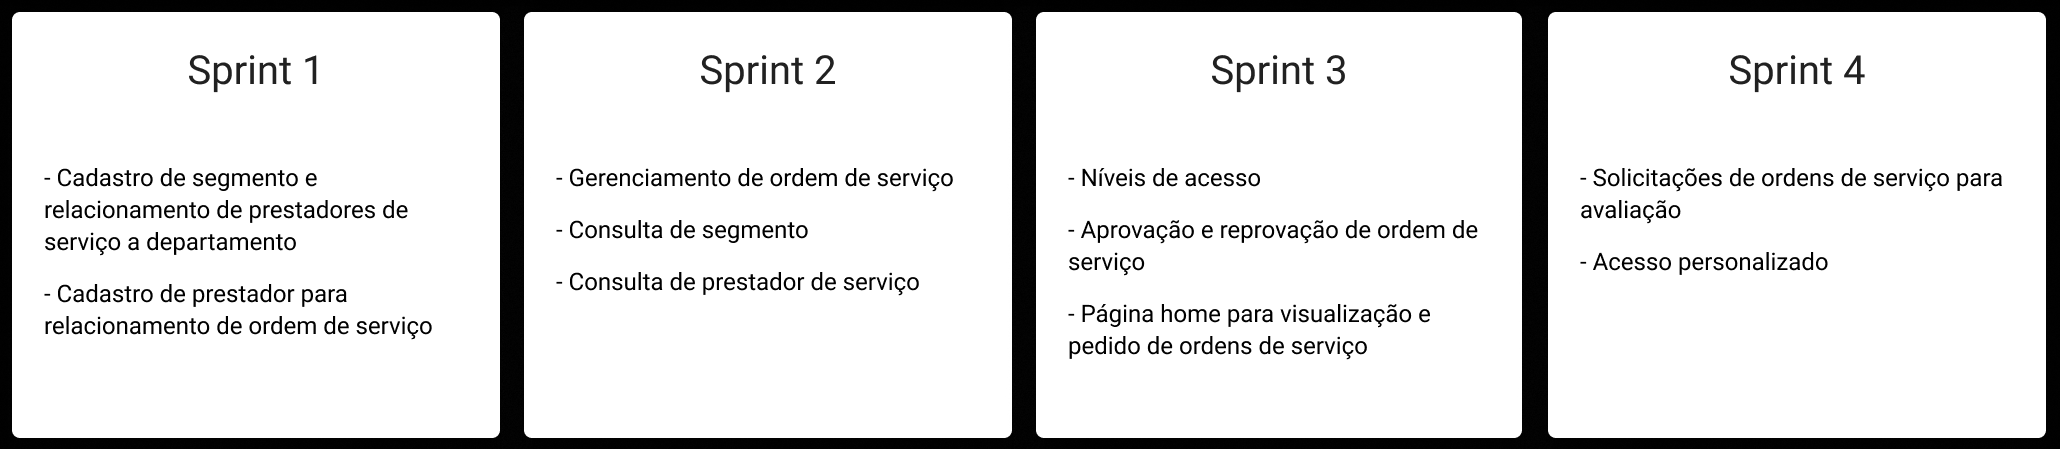 Sprint 1
- Cadastro de segmento e
relacionamento de prestadores de
serviço a departamento
- Cadastro de prestador para
relacionamento de ordem de serviço
Sprint 2
- Gerenciamento de ordem de serviço
- Consulta de segmento
- Consulta de prestador de serviço
Sprint 3
- Níveis de acesso
- Aprovação e reprovação de ordem de
serviço
- Página home para visualização e
pedido de ordens de serviço
Sprint 4
- Solicitações de ordens de serviço para
avaliação
- Acesso personalizado